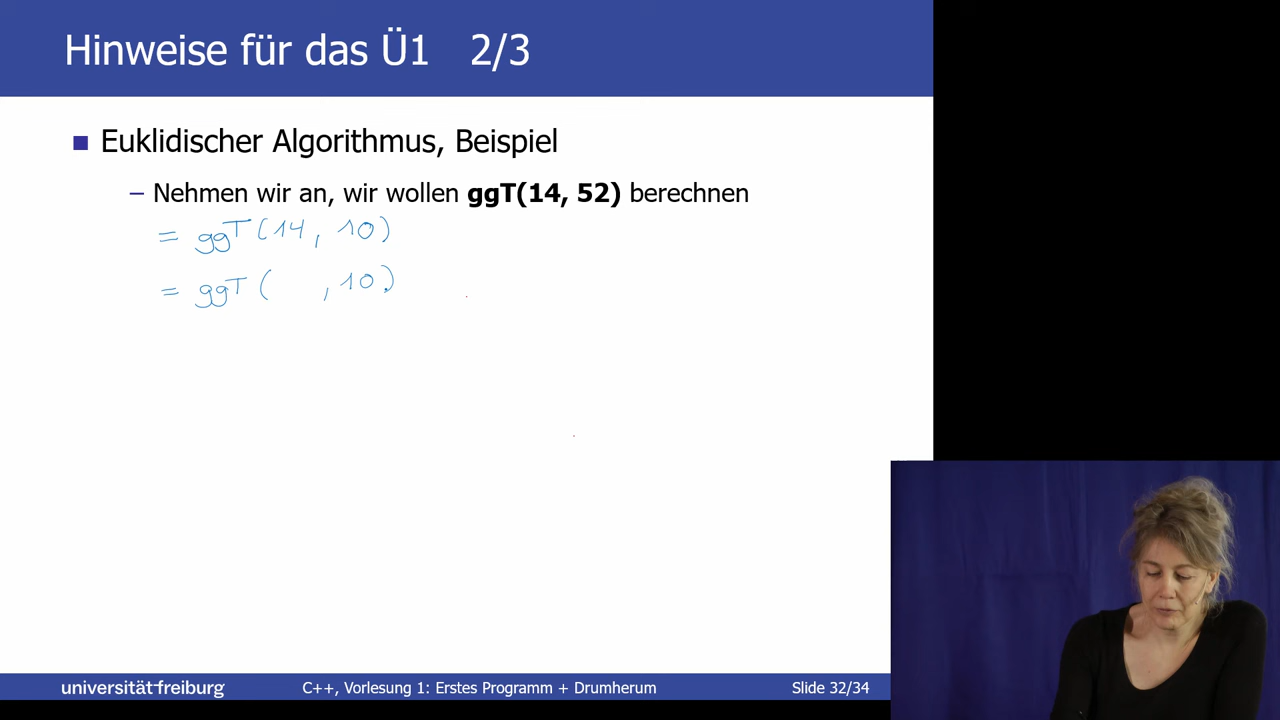 Hinweise für das Ü1 2/3
Euklidischer Algorithmus, Beispiel
– Nehmen wir an, wir wollen ggT(14, 52) berechnen
= ggT(14, 10)
= ggT( , 10)
universität freiburg
C++, Vorlesung 1: Erstes Programm + Drumherum
Slide 32/34